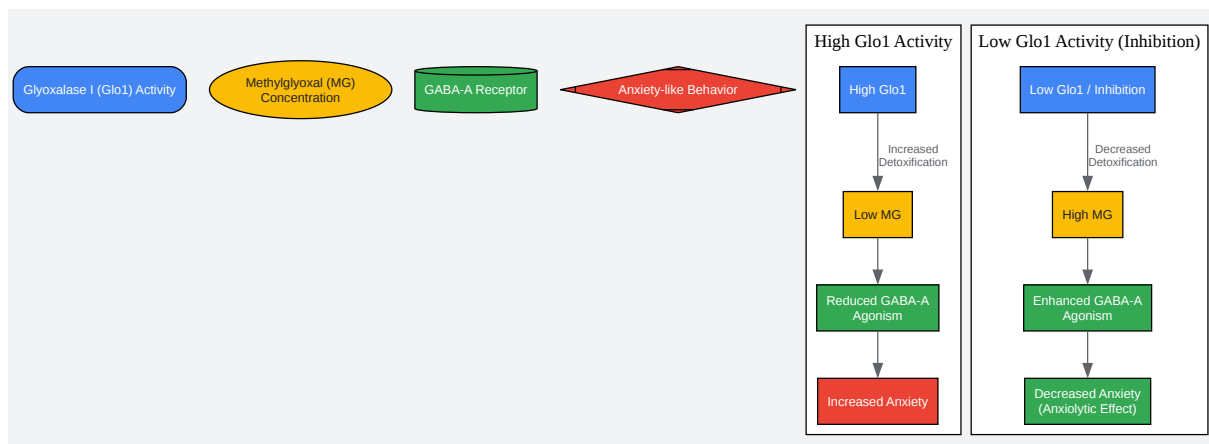 Glyoxalase I (Glo1) Activity
Methylglyoxal (MG)
Concentration
GABA-A Receptor
Anxiety-like Behavior
High Glo1 Activity
High Glo1
Increased
Detoxification
Low MG
Reduced GABA-A
Agonism
Increased Anxiety
Low Glo1 Activity (Inhibition)
Low Glo1 / Inhibition
Decreased
Detoxification
High MG
Enhanced GABA-A
Agonism
Decreased Anxiety
(Anxiolytic Effect)